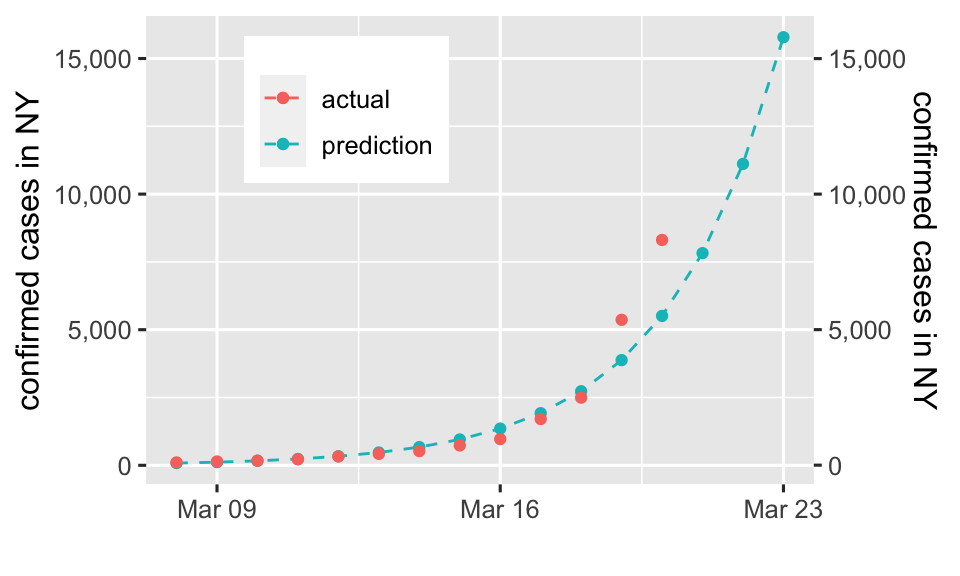 confirmed cases in NY
15,000
10,000
5,000
0
actual
prediction
15,000
10,000
5,000
0
confirmed cases in NY
Mar 09
Mar 16
Mar 23